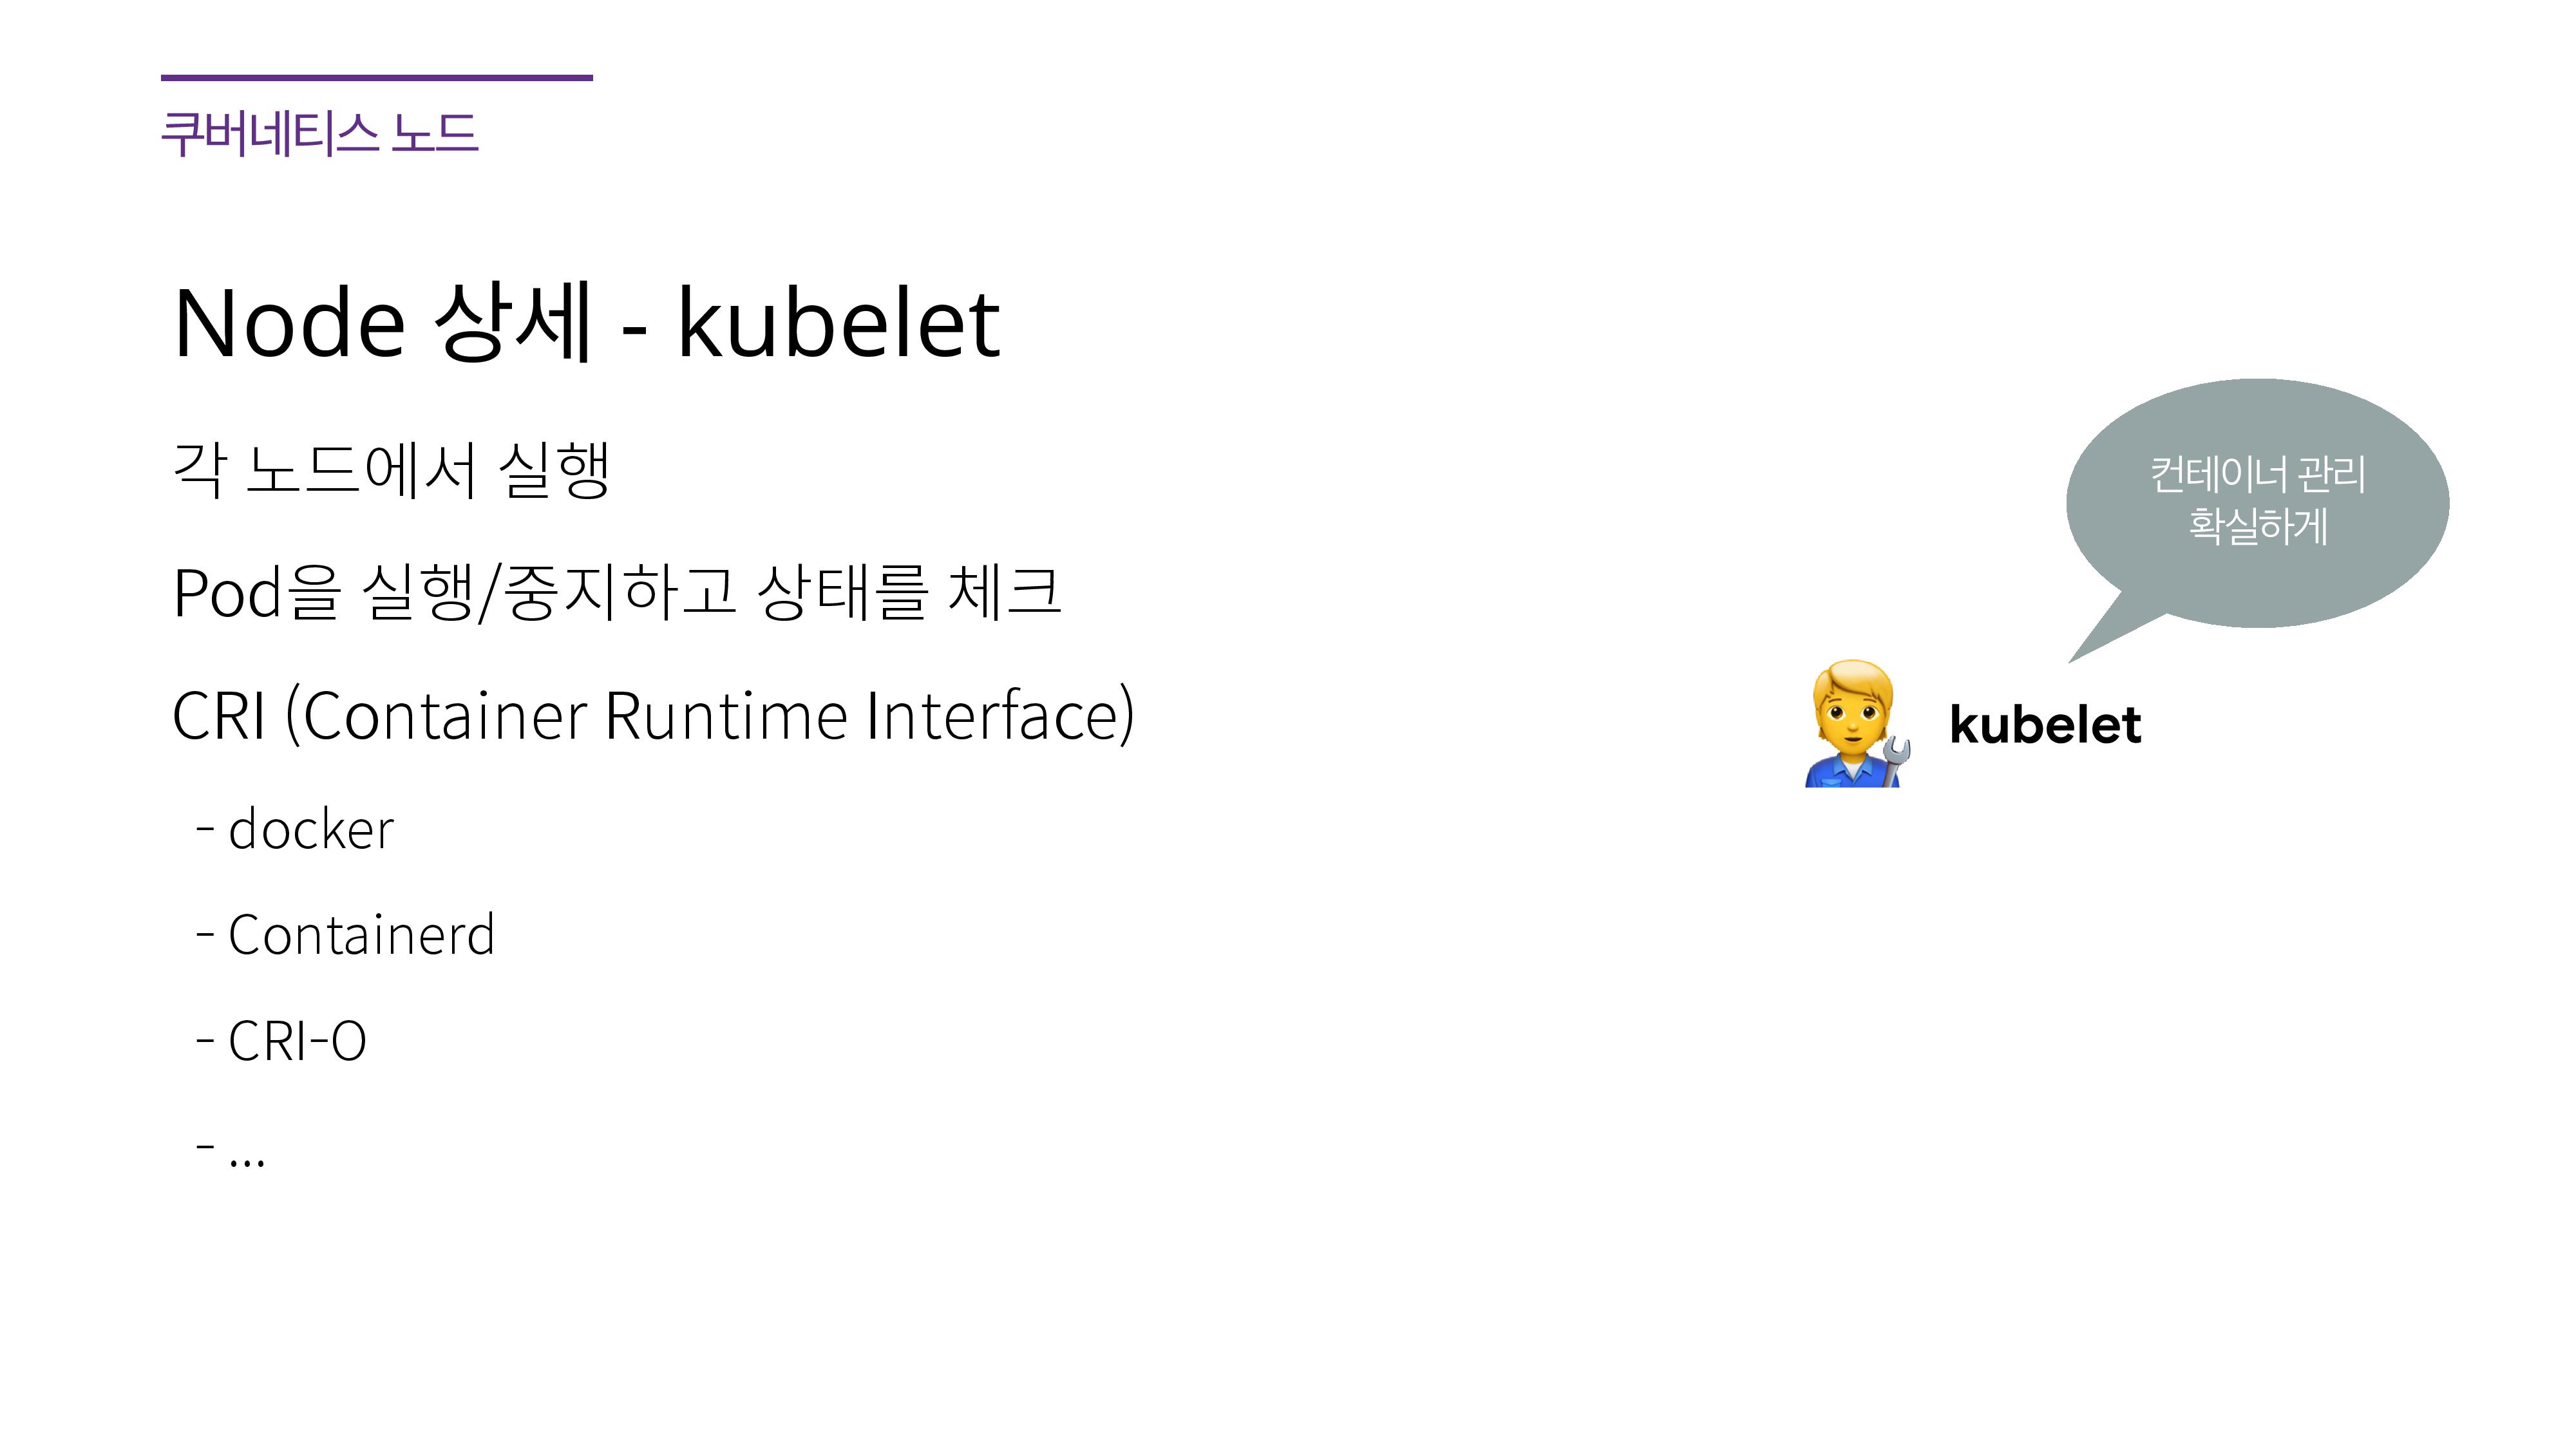 쿠버네티스 노드
Node 상세 - kubelet
각 노드에서 실행
Pod을 실행/중지하고 상태를 체크
CRI (Container Runtime Interface)
- docker
- Containerd
- CRI-O
- ...
컨테이너 관리
확실하게
kubelet